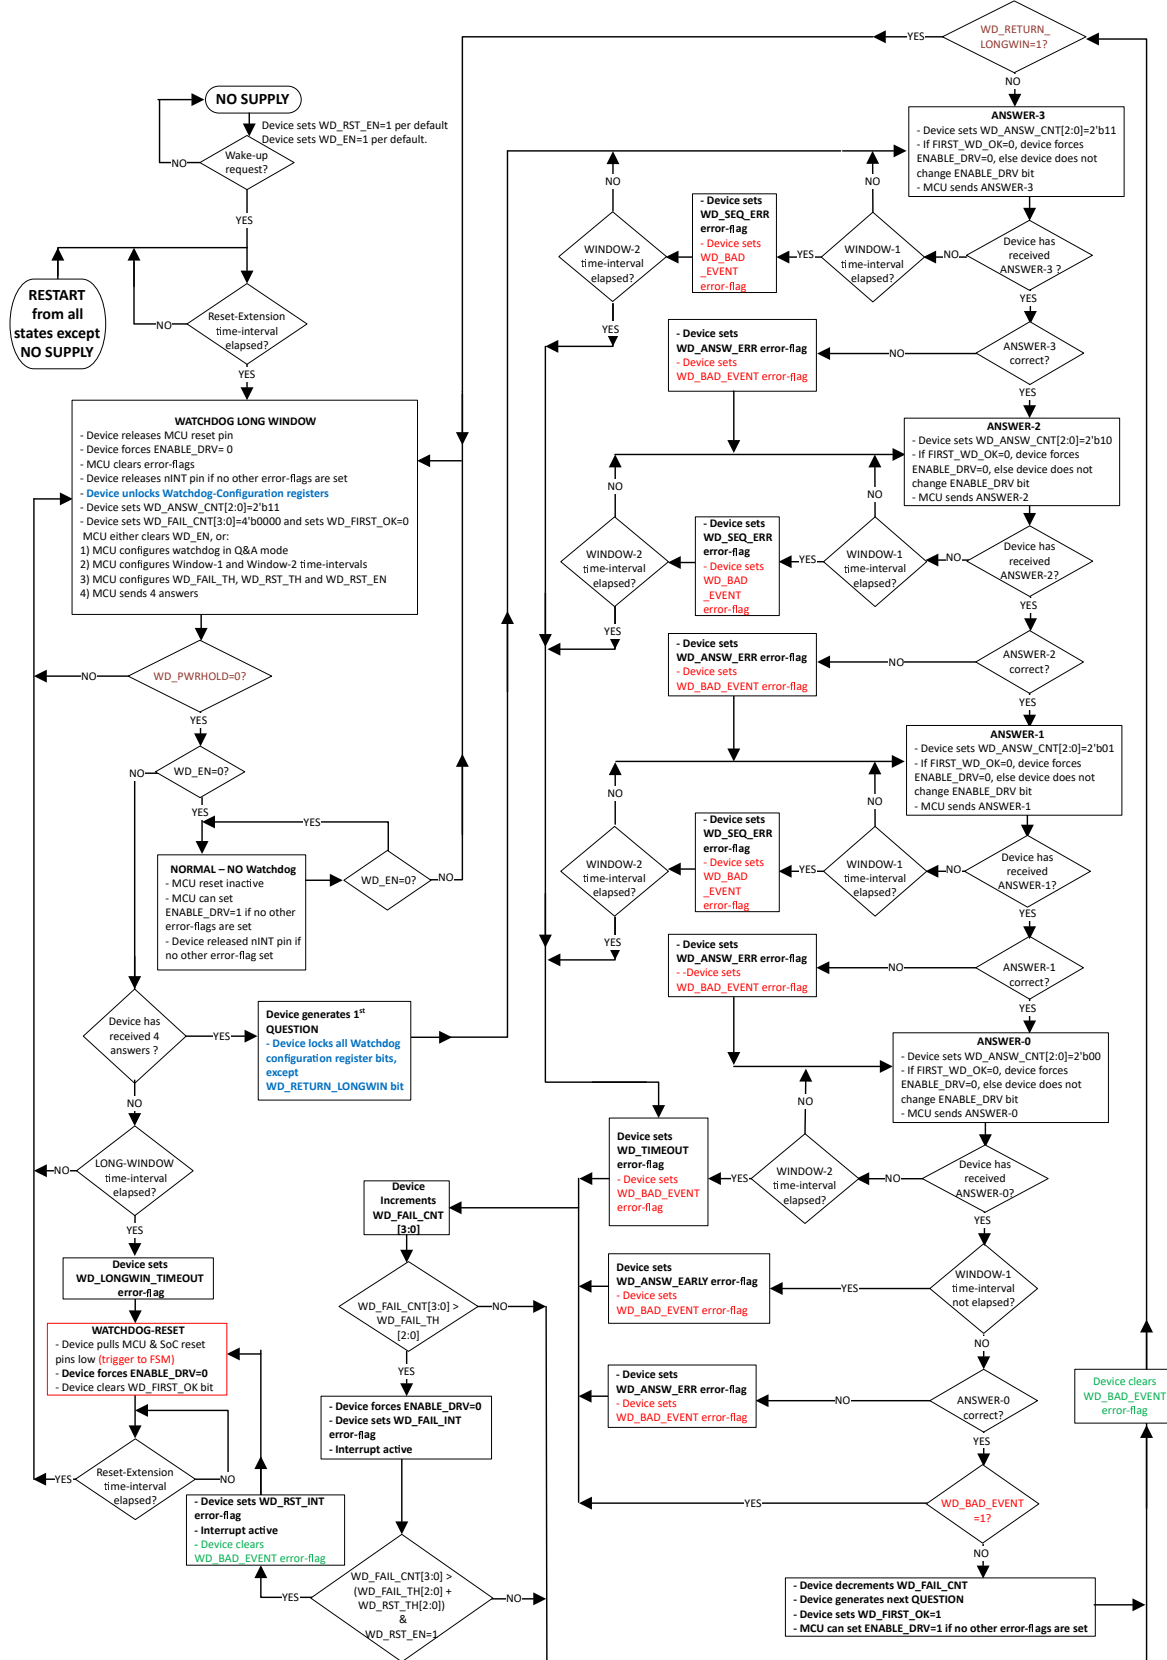 NO SUPPLY
Device sets WD_RST_EN=1 per default
Device sets WD_EN=1 per default.
Wake-up
request?
NO
YES
RESTART
from all
states except
NO SUPPLY
Reset-Extension
time-interval
elapsed?
NO
YES
WATCHDOG LONG WINDOW
- Device releases MCU reset pin
- Device forces ENABLE_DRV= 0
- MCU clears error-flags
- Device releases nINT pin if no other error-flags are set
- Device unlocks Watchdog-Configuration registers
- Device sets WD_ANSW_CNT[2:0]=2'b11
- Device sets WD_FAIL_CNT[3:0]=4'b0000 and sets WD_FIRST_OK=0
MCU either clears WD_EN, or:
1) MCU configures watchdog in Q&A mode
2) MCU configures Window-1 and Window-2 time-intervals
3) MCU configures WD_FAIL_TH, WD_RST_TH and WD_RST_EN
4) MCU sends 4 answers
WD_PWRHOLD=0?
NO
YES
WD_EN=0?
NO
YES
YES
NORMAL – NO Watchdog
- MCU reset inactive
- MCU can set
ENABLE_DRV=1 if no other
error-flags are set
- Device released nINT pin if
no other error-flag set
WD_EN=0?
NO
Device has
received 4
answers ?
YES
NO
Device generates 1st
QUESTION
- Device locks all Watchdog
configuration register bits,
except
WD_RETURN_LONGWIN bit
LONG-WINDOW
time-interval
elapsed?
NO
YES
Device sets
WD_LONGWIN_TIMEOUT
error-flag
WATCHDOG-RESET
- Device pulls MCU & SoC reset
pins low (trigger to FSM)
- Device forces ENABLE_DRV=0
- Device clears WD_FIRST_OK bit
Reset-Extension
time-interval
elapsed?
YES
NO
- Device sets WD_RST_INT
error-flag
- Interrupt active
- Device clears
WD_BAD_EVENT error-flag
Device
Increments
WD_FAIL_CNT
[3:0]
WD_FAIL_CNT[3:0] >
WD_FAIL_TH
[2:0]
NO
YES
- Device forces ENABLE_DRV=0
- Device sets WD_FAIL_INT
error-flag
- Interrupt active
WD_FAIL_CNT[3:0] >
(WD_FAIL_TH[2:0] +
WD_RST_TH[2:0])
&
WD_RST_EN=1
YES
NO
WD_RETURN_
LONGWIN=1?
YES
NO
ANSWER-3
- Device sets WD_ANSW_CNT[2:0]=2'b11
- If FIRST_WD_OK=0, device forces
ENABLE_DRV=0, else device does not
change ENABLE_DRV bit
- MCU sends ANSWER-3
Device has
received
ANSWER-3 ?
NO
YES
WINDOW-1
time-interval
elapsed?
NO
YES
- Device sets
WD_SEQ_ERR
error-flag
- Device sets
WD_BAD
_EVENT
error-flag
WINDOW-2
time-interval
elapsed?
NO
YES
ANSWER-3
correct?
NO
YES
- Device sets
WD_ANSW_ERR error-flag
- Device sets
WD_BAD_EVENT error-flag
ANSWER-2
- Device sets WD_ANSW_CNT[2:0]=2'b10
- If FIRST_WD_OK=0, device forces
ENABLE_DRV=0, else device does not
change ENABLE_DRV bit
- MCU sends ANSWER-2
Device has
received
ANSWER-2?
NO
YES
WINDOW-1
time-interval
elapsed?
NO
YES
- Device sets
WD_SEQ_ERR
error-flag
- Device sets
WD_BAD
_EVENT
error-flag
WINDOW-2
time-interval
elapsed?
NO
YES
ANSWER-2
correct?
NO
YES
- Device sets
WD_ANSW_ERR error-flag
- Device sets
WD_BAD_EVENT error-flag
ANSWER-1
- Device sets WD_ANSW_CNT[2:0]=2'b01
- If FIRST_WD_OK=0, device forces
ENABLE_DRV=0, else device does not
change ENABLE_DRV bit
- MCU sends ANSWER-1
Device has
received
ANSWER-1?
NO
YES
WINDOW-1
time-interval
elapsed?
NO
YES
- Device sets
WD_SEQ_ERR
error-flag
- Device sets
WD_BAD
_EVENT
error-flag
WINDOW-2
time-interval
elapsed?
NO
YES
ANSWER-1
correct?
NO
YES
- Device sets
WD_ANSW_ERR error-flag
- -Device sets
WD_BAD_EVENT error-flag
ANSWER-0
- Device sets WD_ANSW_CNT[2:0]=2'b00
- If FIRST_WD_OK=0, device forces
ENABLE_DRV=0, else device does not
change ENABLE_DRV bit
- MCU sends ANSWER-0
Device has
received
ANSWER-0?
NO
YES
WINDOW-2
time-interval
elapsed?
NO
YES
Device sets
WD_TIMEOUT
error-flag
- Device sets
WD_BAD_EVENT
error-flag
WINDOW-1
time-interval
not elapsed?
YES
NO
Device sets
WD_ANSW_EARLY error-flag
- Device sets
WD_BAD_EVENT error-flag
ANSWER-0
correct?
NO
YES
- Device sets
WD_ANSW_ERR error-flag
- Device sets
WD_BAD_EVENT error-flag
WD_BAD_EVENT
=1?
YES
NO
Device clears
WD_BAD_EVENT
error-flag
- Device decrements WD_FAIL_CNT
- Device generates next QUESTION
- Device sets WD_FIRST_OK=1
- MCU can set ENABLE_DRV=1 if no other error-flags are set